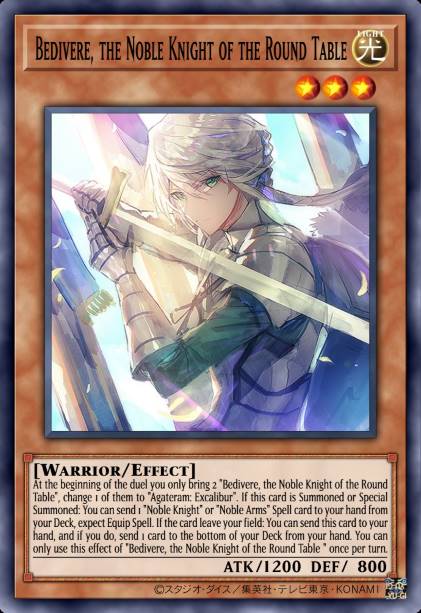 Bedivere, the Noble Knight of the Round Table
LIGHT
光
[Warrior/Effect]
At the beginning of the duel you only bring 2 "Bedivere, the Noble Knight of the Round
Table", change 1 of them to "Agateram: Excalibur". If this card is Summoned or Special
Summoned: You can send 1 "Noble Knight" or "Noble Arms" Spell card to your hand
from your Deck, expect Equip Spell. If the card leave your field: You can send this card to your
hand, and if you do, send 1 card to the bottom of your Deck from your hand. You can
only use this effect of "Bedivere, the Noble Knight of the Round Table " once per turn.
ATK/1200 DEF/ 800
©スタジオ・ダイス／集英社・テレビ東京・KONAMI